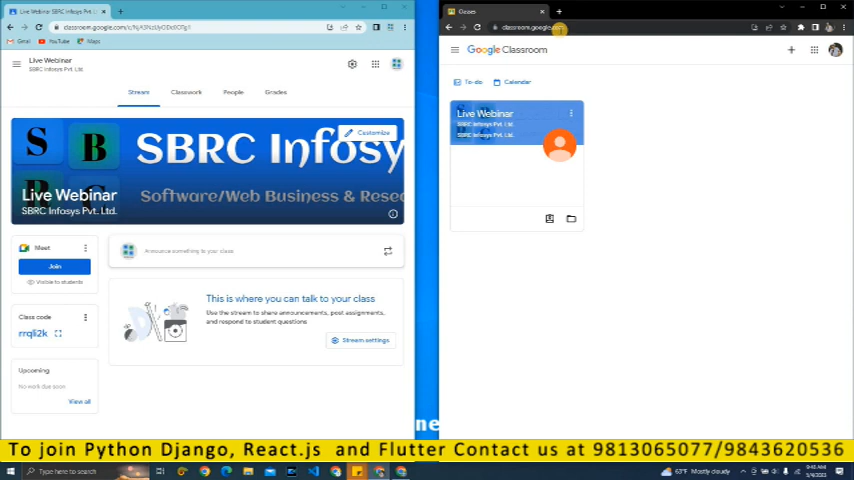 Live Webinar SBRC Infosys Pvt. L
classroom.google.com/c/
Gmail
YouTube
Maps
Live Webinar
SBRC Infosys Pvt. Ltd.
Stream
Classwork
People
Grades
Customize
S B
SBRC Infosy
Software/Web Business & Resea
Live Webinar
SBRC Infosys Pvt. Ltd.
Meet
Join
Visible to students
Class code
rrqli2k
Upcoming
No work due soon
View all
Announce something to your class
This is where you can talk to your class
Use the stream to share announcements, post assignments,
and respond to student questions
Stream settings
Classes
classroom.google.com
Google Classroom
To-do
Calendar
Live Webinar
SBRC Infosys Pvt. Ltd.
SBRC Infosys Pvt. Ltd.
ne
To join Python Django, React.js and Flutter Contact us at 9813065077/9843620536
Type here to search
63°F Mostly cloudy